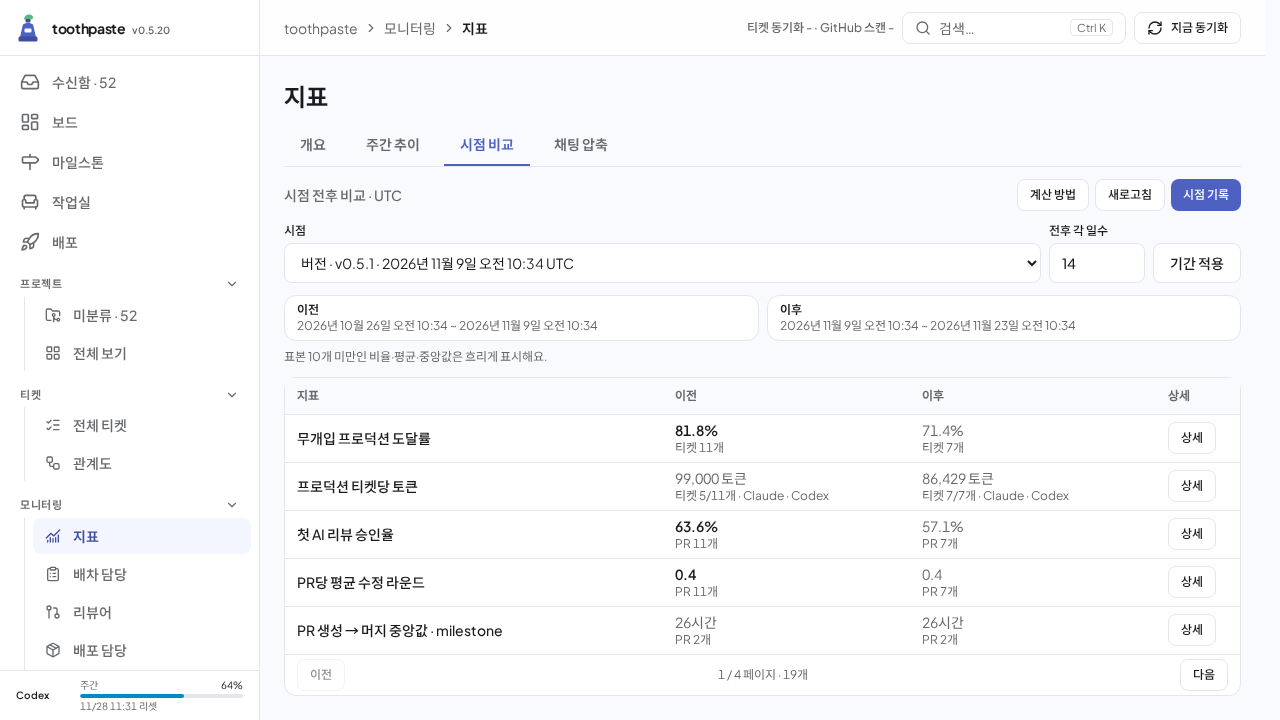 toothpaste v0.5.20
수신함 · 52
보드
마일스톤
작업실
배포
프로젝트
미분류 · 52
전체 보기
티켓
전체 티켓
관계도
모니터링
지표
배차 담당
리뷰어
배포 담당
Codex
주간 64%
11/28 11:31 리셋
toothpaste > 모니터링 > 지표
티켓 동기화 - · GitHub 스캔 -
검색... Ctrl K
지금 동기화
지표
개요 주간 추이 시점 비교 채팅 압축
시점 전후 비교 · UTC
계산 방법 새로고침 시점 기록
시점 전후 각 일수
버전 · v0.5.1 · 2026년 11월 9일 오전 10:34 UTC 14 기간 적용
이전
2026년 10월 26일 오전 10:34 ~ 2026년 11월 9일 오전 10:34
이후
2026년 11월 9일 오전 10:34 ~ 2026년 11월 23일 오전 10:34
표본 10개 미만인 비율·평균·중앙값은 흐리게 표시해요.
지표 이전 이후 상세
무개입 프로덕션 도달률 81.8% 71.4% 상세
티켓 11개 티켓 7개
프로덕션 티켓당 토큰 99,000 토큰 86,429 토큰 상세
티켓 5/11개 · Claude · Codex 티켓 7/7개 · Claude · Codex
첫 AI 리뷰 승인율 63.6% 57.1% 상세
PR 11개 PR 7개
PR당 평균 수정 라운드 0.4 0.4 상세
PR 11개 PR 7개
PR 생성 → 머지 중앙값 · milestone 26시간 26시간 상세
PR 2개 PR 2개
이전 1 / 4 페이지 · 19개 다음